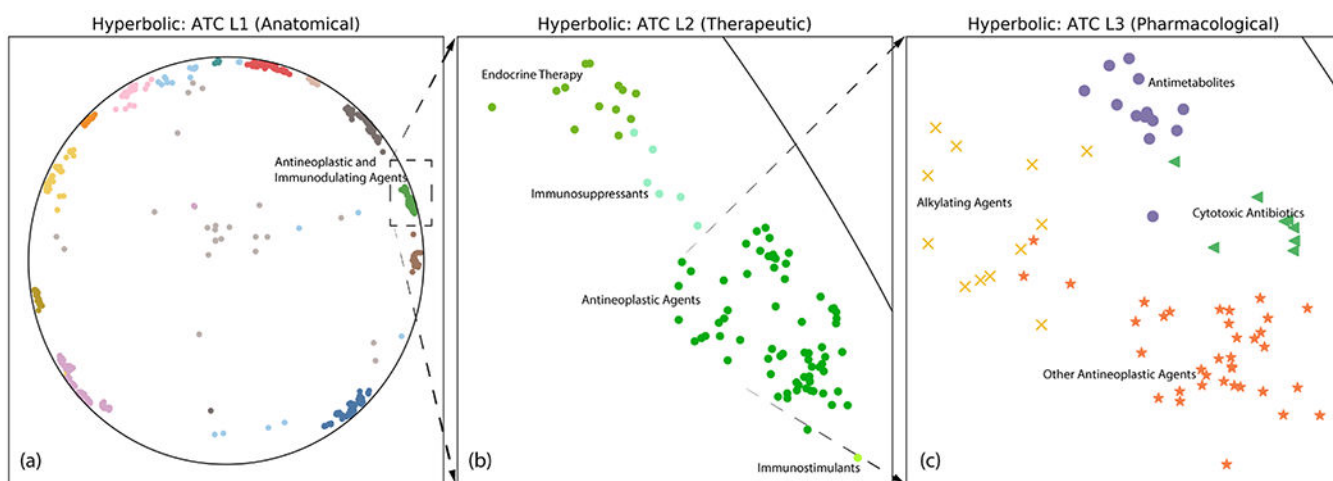 Hyperbolic: ATC L1 (Anatomical)
Antineoplastic and
Immunodulating Agents
(a)
Hyperbolic: ATC L2 (Therapeutic)
Endocrine Therapy
Immunosuppressants
Antineoplastic Agents
Immunostimulants
(b)
Hyperbolic: ATC L3 (Pharmacological)
Antimetabolites
Alkylating Agents
Cytotoxic Antibiotics
Other Antineoplastic Agents
(c)